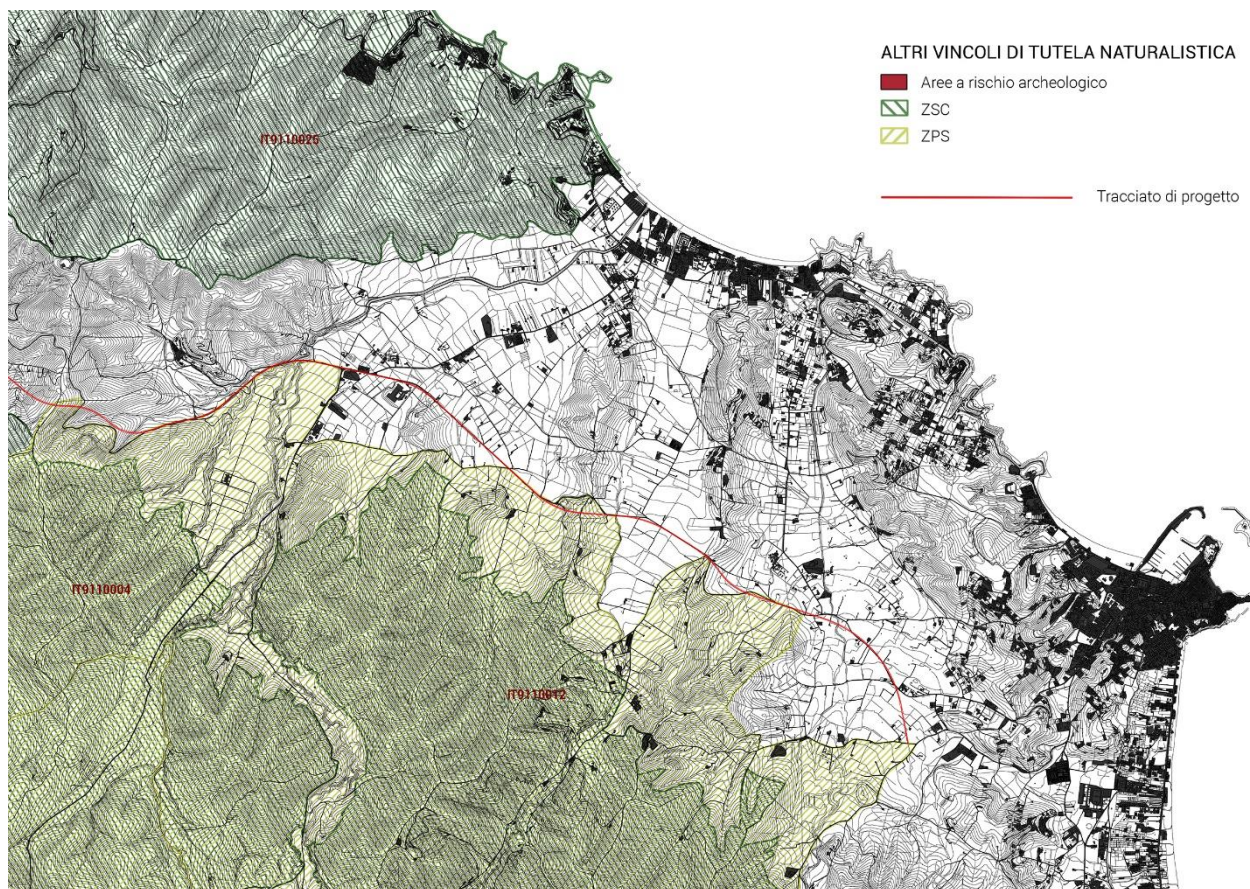 ALTRI VINCOLI DI TUTELA NATURALISTICA
Aree a rischio archeologico
ZSC
ZPS
Tracciato di progetto
IT9110025
IT9110004
IT9110012